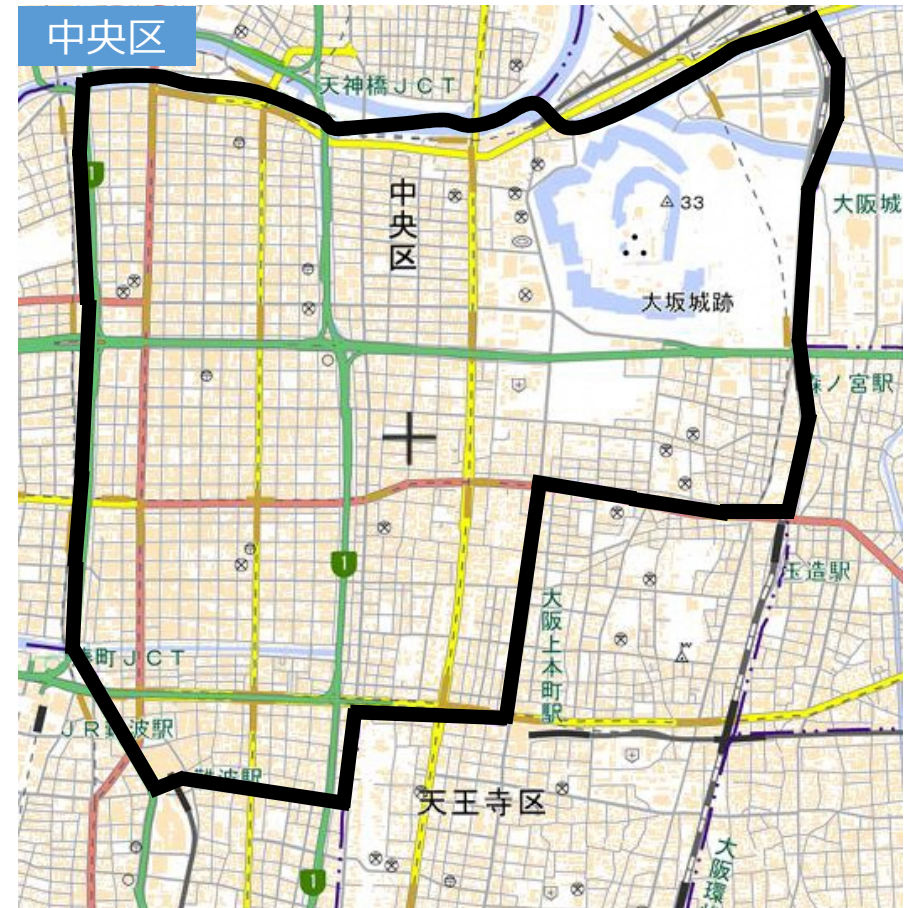 中央区
天神橋JCT
1
中央区
33
大阪城
大坂城跡
森ノ宮駅
1
玉造駅
大阪上本町駅
町JCT
JR難波駅
難波駅
天王寺区
大阪環
1